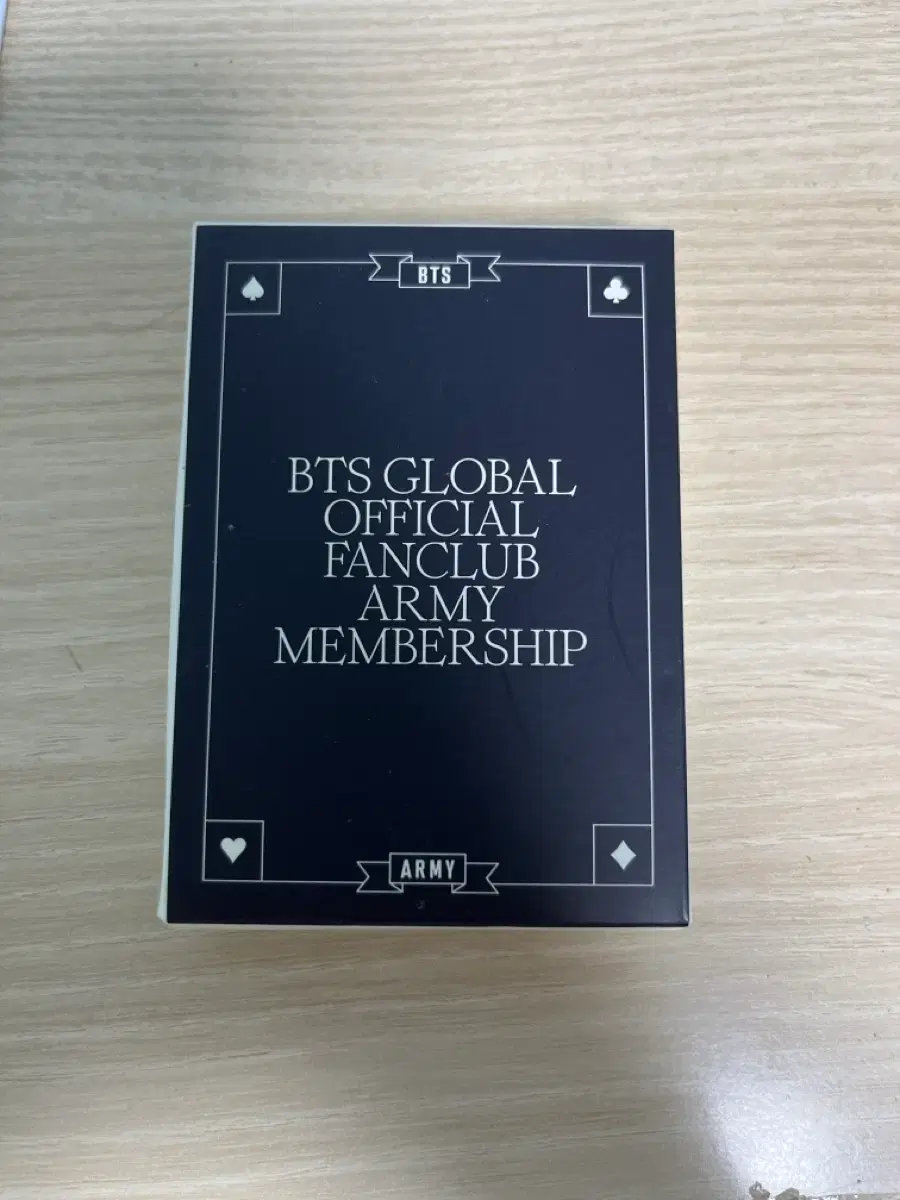 BTS
BTS GLOBAL
OFFICIAL
FANCLUB
ARMY
MEMBERSHIP
ARMY